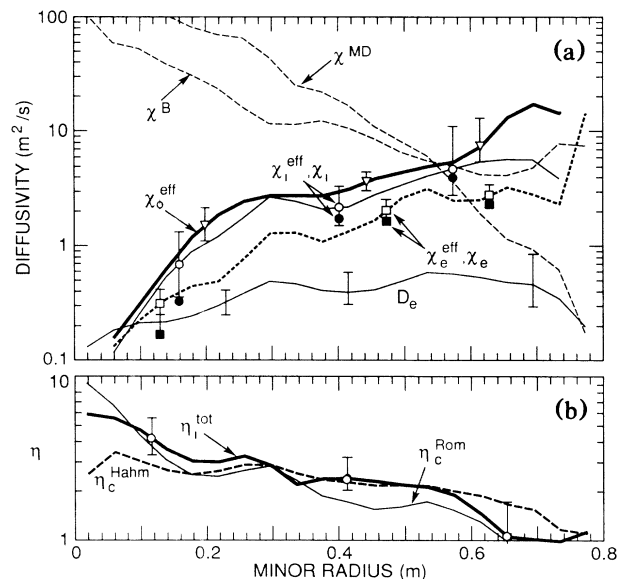 100
(a)
χ^MD
χ^B
10
DIFFUSIVITY (m²/s)
χ_i^eff, χ_i
χ_φ^eff
χ_e^eff, χ_e
1
D_e
0.1
10
(b)
η_i^tot
η_c^Rom
η
η_c^Hahm
1
0 0.2 0.4 0.6 0.8
MINOR RADIUS (m)